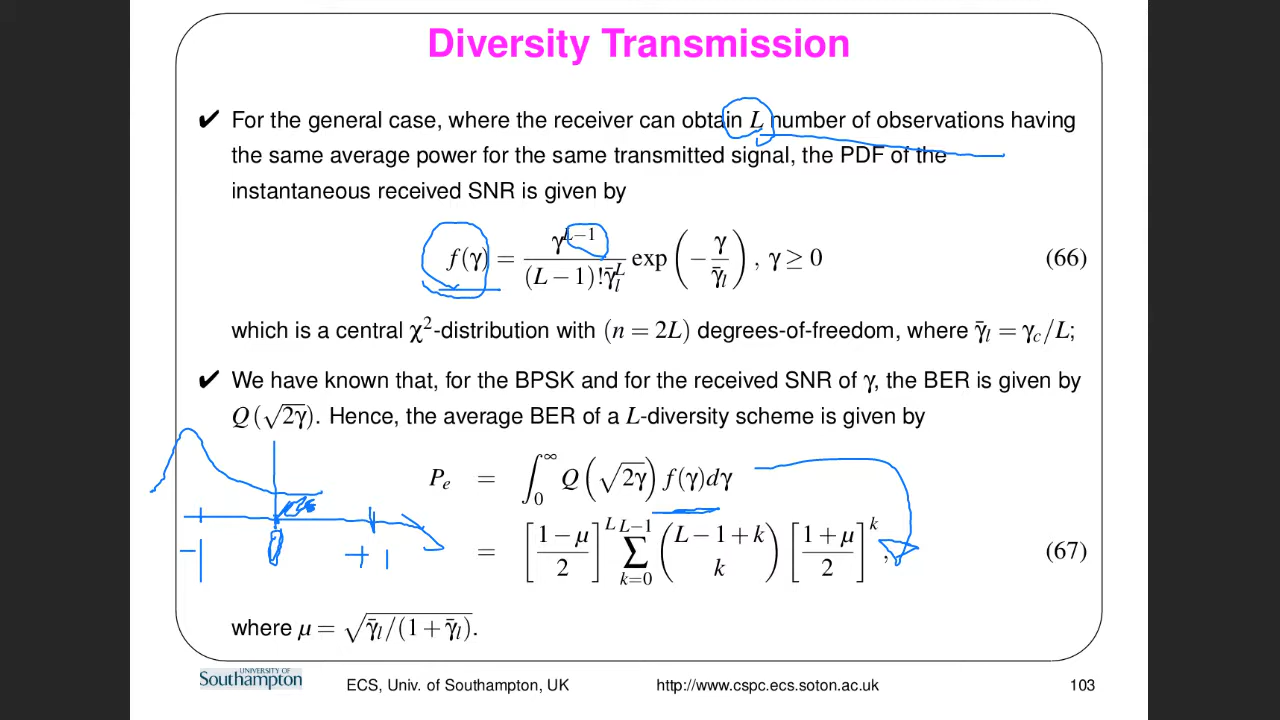 Diversity Transmission
✔ For the general case, where the receiver can obtain L number of observations having
the same average power for the same transmitted signal, the PDF of the
instantaneous received SNR is given by
f(γ) = γ^{L−1} / ((L−1)! γ̄_l^L) exp(−γ/γ̄_l), γ ≥ 0 (66)
which is a central χ²-distribution with (n = 2L) degrees-of-freedom, where γ̄_l = γ_c/L;
✔ We have known that, for the BPSK and for the received SNR of γ, the BER is given by
Q(√2γ). Hence, the average BER of a L-diversity scheme is given by
P_e = ∫_0^∞ Q(√2γ) f(γ)dγ
= [(1−μ)/2]^L ∑_{k=0}^{L−1} (L−1+k choose k) [(1+μ)/2]^k, (67)
−1 0 +1
where μ = √(γ̄_l/(1+γ̄_l)).
UNIVERSITY OF
Southampton
ECS, Univ. of Southampton, UK http://www.cspc.ecs.soton.ac.uk 103